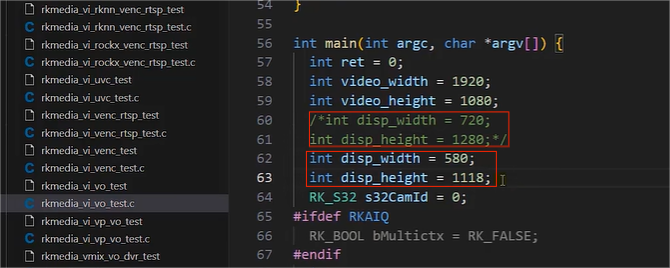 rkmedia_vi_rknn_venc_rtsp_test
rkmedia_vi_rknn_venc_rtsp_test.c
rkmedia_vi_rockx_venc_rtsp_test
rkmedia_vi_rockx_venc_rtsp_test.c
rkmedia_vi_uvc_test
rkmedia_vi_uvc_test.c
rkmedia_vi_venc_rtsp_test
rkmedia_vi_venc_rtsp_test.c
rkmedia_vi_venc_test
rkmedia_vi_venc_test.c
rkmedia_vi_vo_test
rkmedia_vi_vo_test.c
rkmedia_vi_vp_vo_test
rkmedia_vi_vp_vo_test.c
rkmedia_vmix_vo_dvr_test
54 }
55
56 int main(int argc, char *argv[]) {
57 int ret = 0;
58 int video_width = 1920;
59 int video_height = 1080;
60 /*int disp_width = 720;
61 int disp_height = 1280;*/
62 int disp_width = 580;
63 int disp_height = 1118;
64 RK_S32 s32CamId = 0;
65 #ifdef RKAIQ
66 RK_BOOL bMultictx = RK_FALSE;
67 #endif